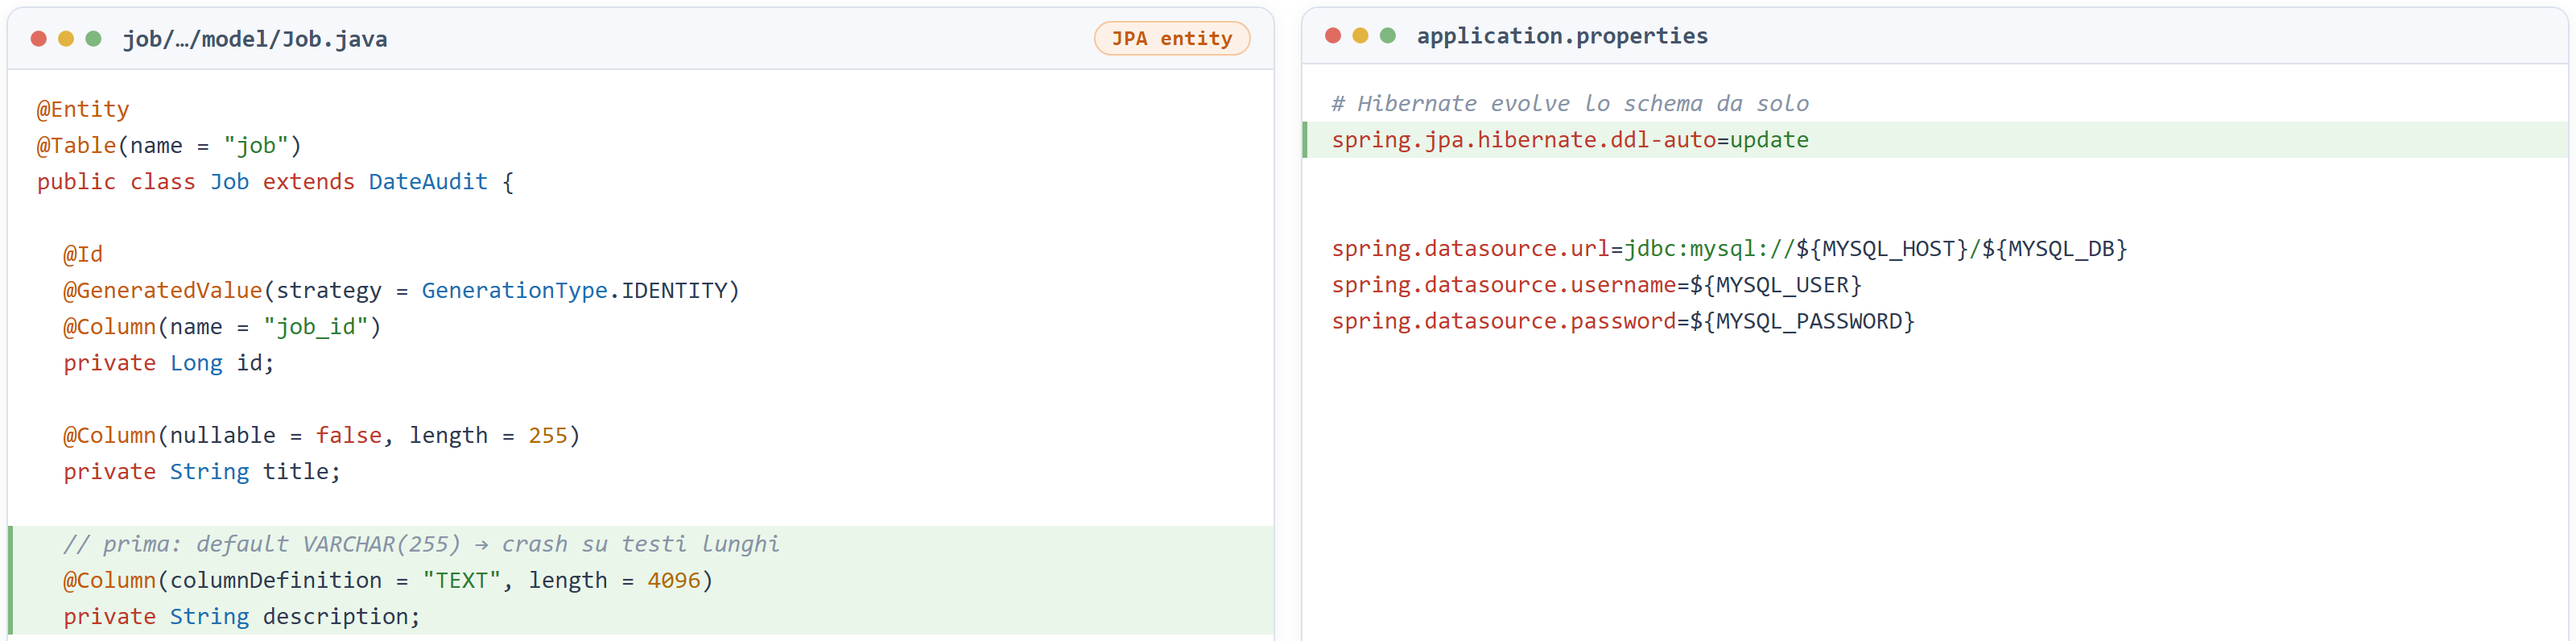 job/…/model/Job.java
JPA entity
@Entity
@Table(name = "job")
public class Job extends DateAudit {
@Id
@GeneratedValue(strategy = GenerationType.IDENTITY)
@Column(name = "job_id")
private Long id;
@Column(nullable = false, length = 255)
private String title;
// prima: default VARCHAR(255) → crash su testi lunghi
@Column(columnDefinition = "TEXT", length = 4096)
private String description;
application.properties
# Hibernate evolve lo schema da solo
spring.jpa.hibernate.ddl-auto=update
spring.datasource.url=jdbc:mysql://${MYSQL_HOST}/${MYSQL_DB}
spring.datasource.username=${MYSQL_USER}
spring.datasource.password=${MYSQL_PASSWORD}